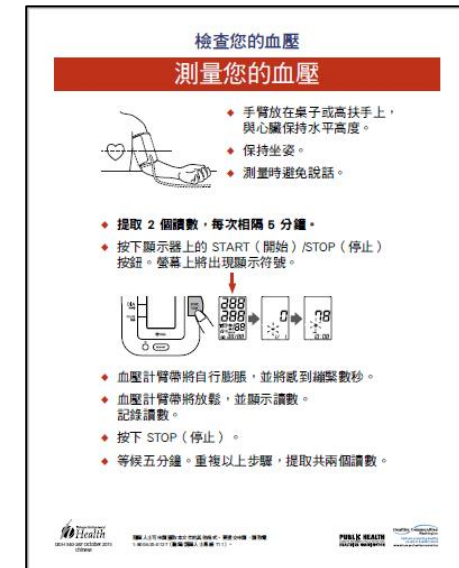 檢查您的血壓
測量您的血壓
◆ 手臂放在桌子或高扶手上，
與心臟保持水平高度。
◆ 保持坐姿。
◆ 測量時避免說話。
◆ 提取 2 個讀數，每次相隔 5 分鐘。
◆ 按下顯示器上的 START（開始）/STOP（停止）
按鈕。螢幕上將出現顯示符號。
◆ 血壓計臂帶將自行膨脹，並將感到繃緊數秒。
◆ 血壓計臂帶將放鬆，並顯示讀數。
記錄讀數。
◆ 按下 STOP（停止）。
◆ 等候五分鐘。重複以上步驟，提取共兩個讀數。
Health
PUBLIC HEALTH